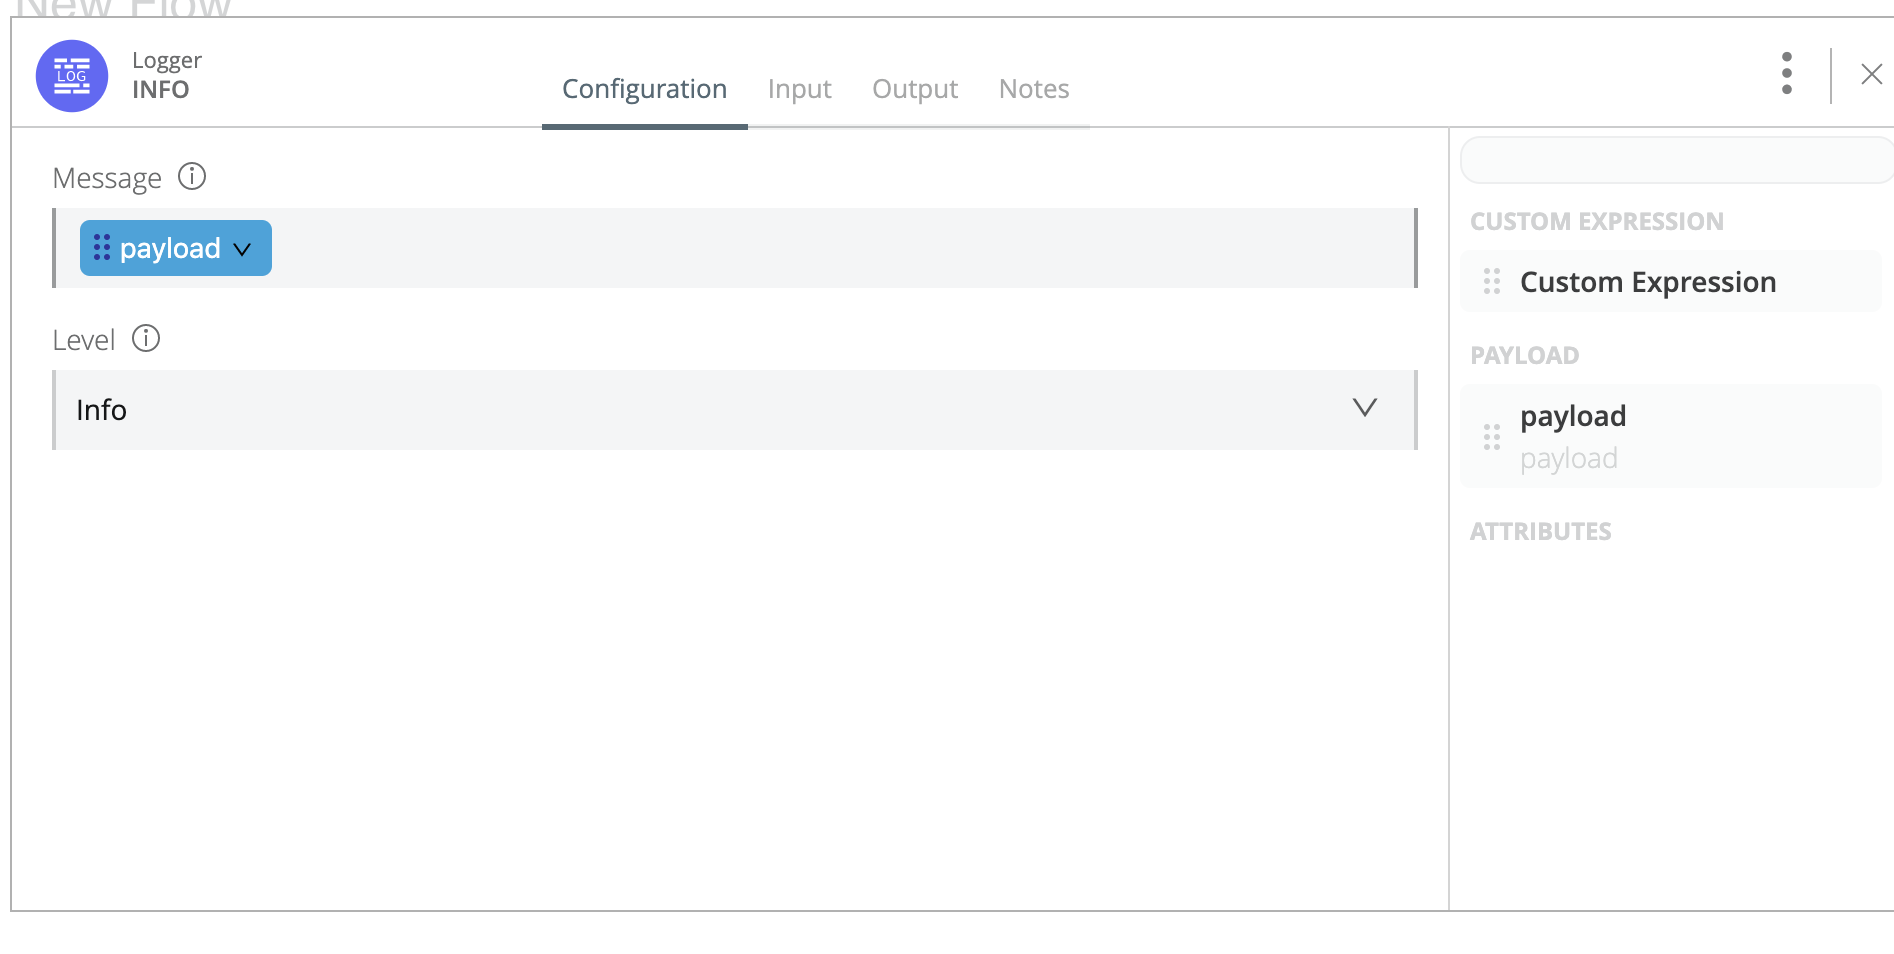 New Flow
LOG
Logger
INFO
Configuration Input Output Notes
Message
payload
Level
Info
CUSTOM EXPRESSION
Custom Expression
PAYLOAD
payload
payload
ATTRIBUTES